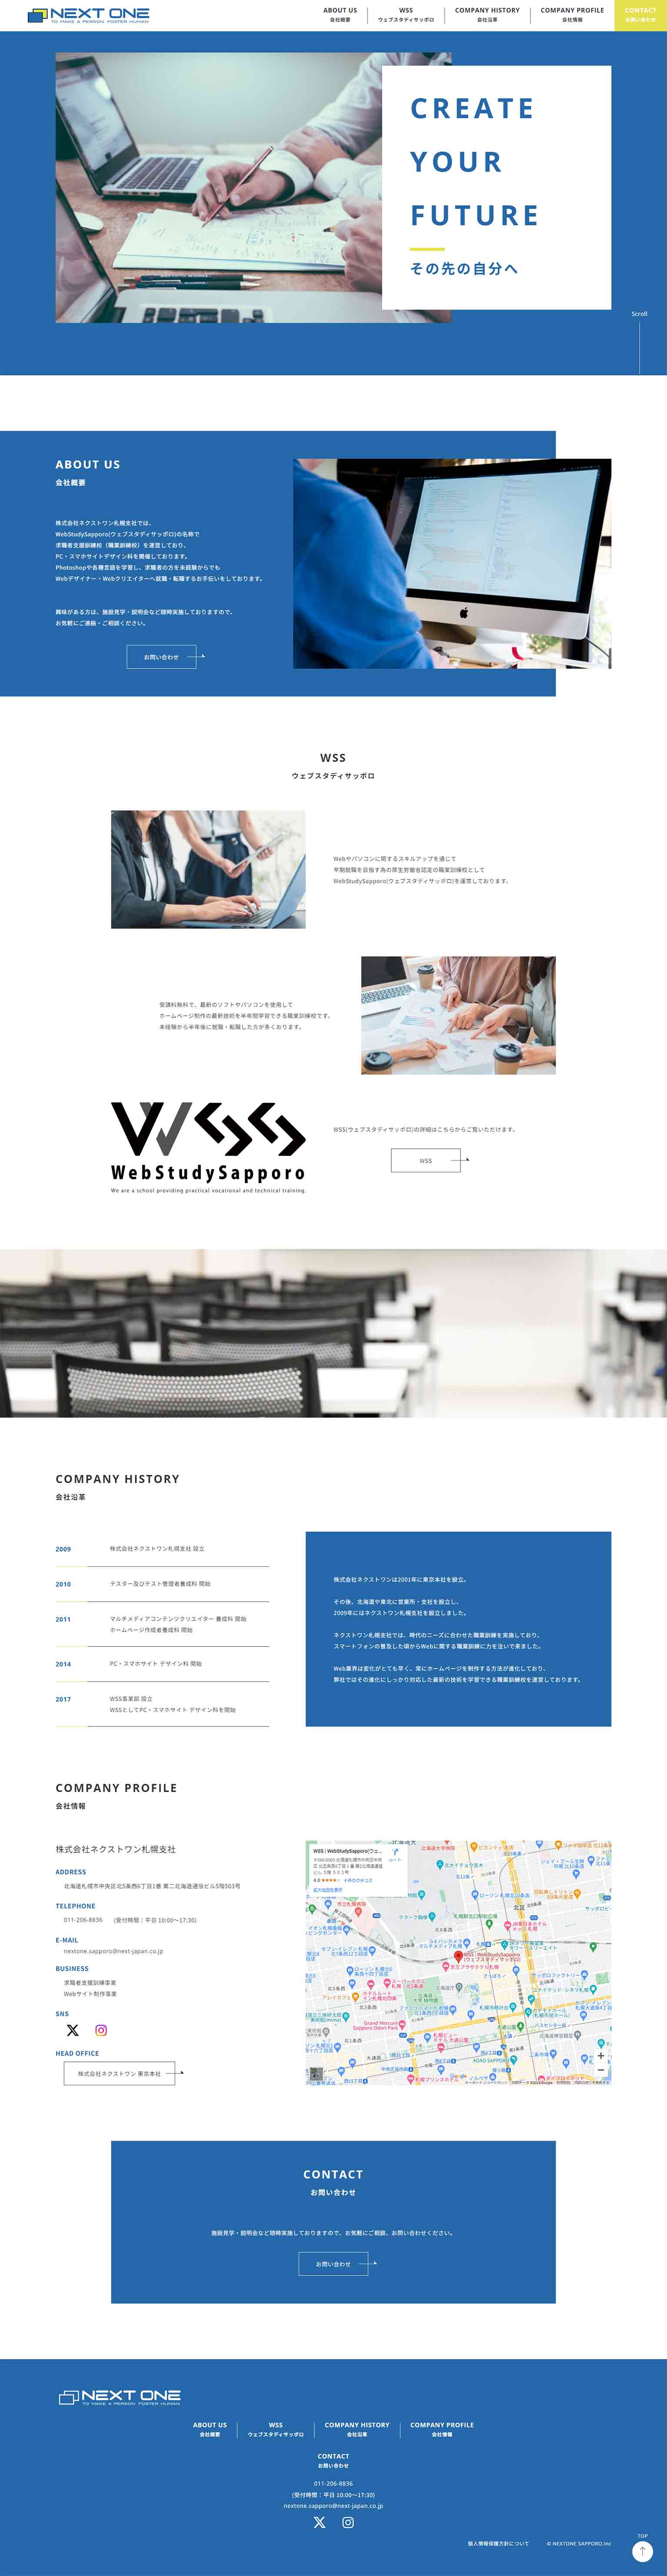 NEXT ONE
TO MAKE A PERSON FOSTER HUMAN
ABOUT US
会社概要
WSS
ウェブスタディサッポロ
COMPANY HISTORY
会社沿革
COMPANY PROFILE
会社情報
CONTACT
お問い合わせ
CREATE
YOUR
FUTURE
その先の自分へ
Scroll
ABOUT US
会社概要
株式会社ネクストワン札幌支社では、
WebStudySapporo(ウェブスタディサッポロ)の名称で
求職者支援訓練校（職業訓練校）を運営しており、
PC・スマホサイトデザイン科を開催しております。
Photoshopや各種言語を学習し、求職者の方を未経験からでも
Webデザイナー・Webクリエイターへ就職・転職するお手伝いをしております。
興味がある方は、施設見学・説明会など随時実施しておりますので、
お気軽にご連絡・ご相談ください。
お問い合わせ
WSS
ウェブスタディサッポロ
Webやパソコンに関するスキルアップを通じて
早期就職を目指す為の厚生労働省認定の職業訓練校として
WebStudySapporo(ウェブスタディサッポロ)を運営しております。
受講料無料で、最新のソフトやパソコンを使用して
ホームページ制作の最新技術を半年間学習できる職業訓練校です。
未経験から半年後に就職・転職した方が多くおります。
WSS
WebStudySapporo
We are a school providing practical vocational and technical training.
WSS(ウェブスタディサッポロ)の詳細はこちらからご覧いただけます。
WSS
COMPANY HISTORY
会社沿革
2009 株式会社ネクストワン札幌支社 設立
2010 テスター及びテスト管理者養成科 開始
2011 マルチメディアコンテンツクリエイター 養成科 開始
ホームページ作成者養成科 開始
2014 PC・スマホサイト デザイン科 開始
2017 WSS事業部 設立
WSSとしてPC・スマホサイト デザイン科を開始
株式会社ネクストワンは2001年に東京本社を設立。
その後、北海道や東北に営業所・支社を設立し、
2009年にはネクストワン札幌支社を設立しました。
ネクストワン札幌支社では、時代のニーズに合わせた職業訓練を実施しており、
スマートフォンの普及した頃からWebに関する職業訓練に力を注いで来ました。
Web業界は変化がとても早く、常にホームページを制作する方法が進化しており、
弊社ではその進化にしっかり対応した最新の技術を学習できる職業訓練校を運営しております。
COMPANY PROFILE
会社情報
株式会社ネクストワン札幌支社
ADDRESS
北海道札幌市中央区北5条西6丁目1番 第二北海道通信ビル5階503号
TELEPHONE
011-206-8836 (受付時間：平日 10:00〜17:30)
E-MAIL
nextone.sapporo@next-japan.co.jp
BUSINESS
求職者支援訓練事業
Webサイト制作事業
SNS
HEAD OFFICE
株式会社ネクストワン 東京本社
WSS | WebStudySapporo(ウェ...
ルート
4.8
拡大地図を表示
北区
WSS | WebStudySapporo
(ウェブスタディサッポロ)
Grand Mercure
Sapporo Odori Park
Google
CONTACT
お問い合わせ
施設見学・説明会など随時実施しておりますので、お気軽にご相談、お問い合わせください。
お問い合わせ
NEXT ONE
TO MAKE A PERSON FOSTER HUMAN
ABOUT US
会社概要
WSS
ウェブスタディサッポロ
COMPANY HISTORY
会社沿革
COMPANY PROFILE
会社情報
CONTACT
お問い合わせ
011-206-8836
(受付時間：平日 10:00〜17:30)
nextone.sapporo@next-japan.co.jp
個人情報保護方針について
© NEXTONE SAPPORO.Inc
TOP